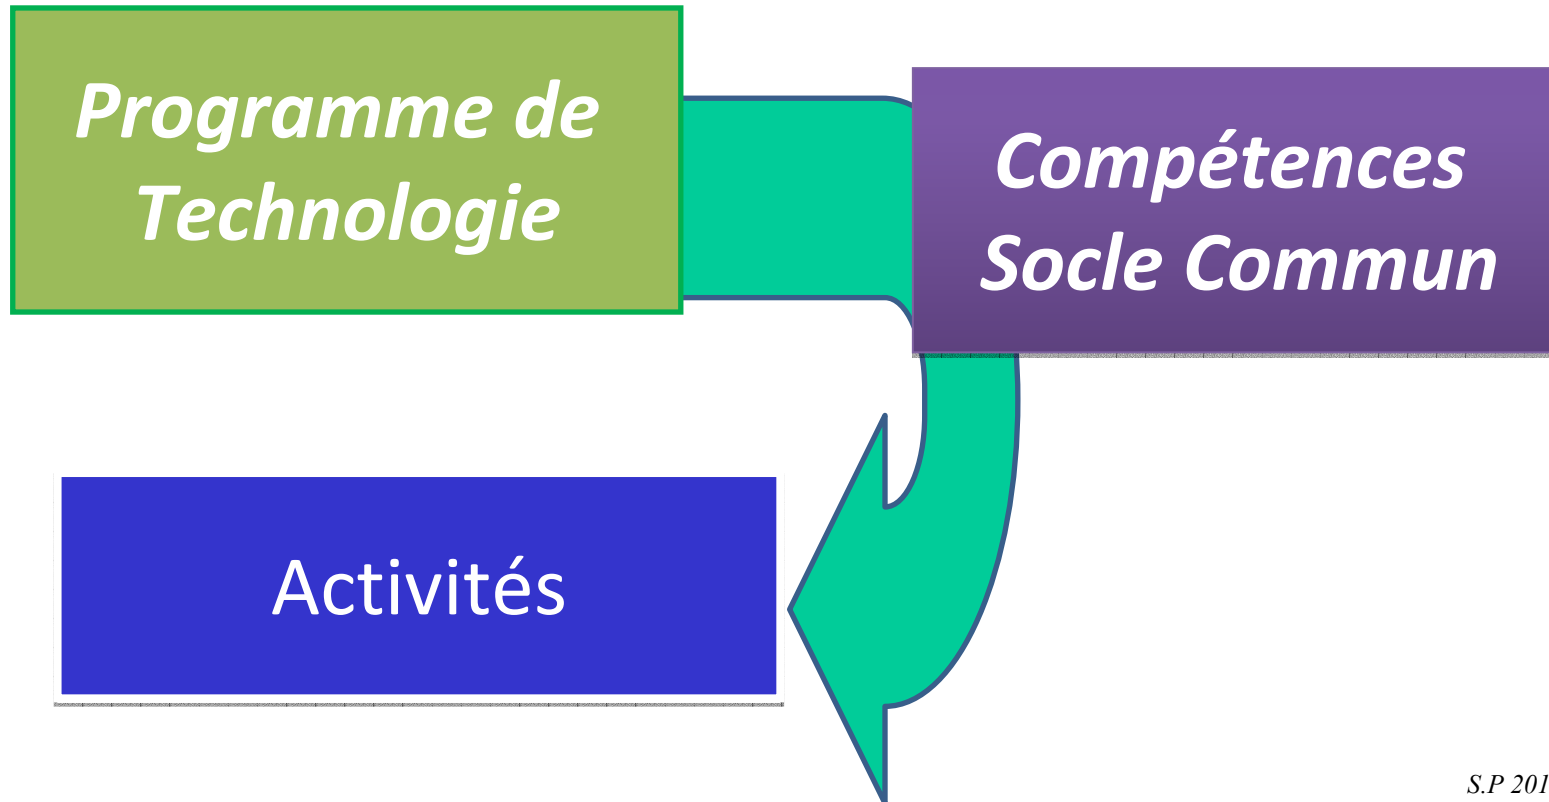 Programme de
Technologie
Compétences
Socle Commun
Activités
S.P 201